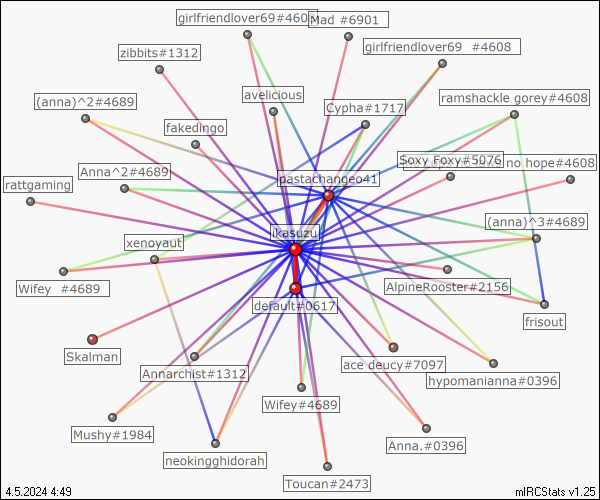 girlfriendlover69#460
Mad #6901
girlfriendlover69 #4608
zibbits#1312
(anna)^2#4689
avelicious
Cypha#1717
ramshackle gorey#4608
fakedingo
Soxy Foxy#5076
no hope#4608
Anna^2#4689
pastachangeo41
rattgaming
(anna)^3#4689
ikasuzu
xenoyaut
Wifey #4689
AlpineRooster#2156
default#0617
frisout
Skalman
Annarchist#1312
ace deucy#7097
hypomanianna#0396
Wifey#4689
Mushy#1984
Anna.#0396
neokingghidorah
Toucan#2473
4.5.2024 4:49
mIRCStats v1.25